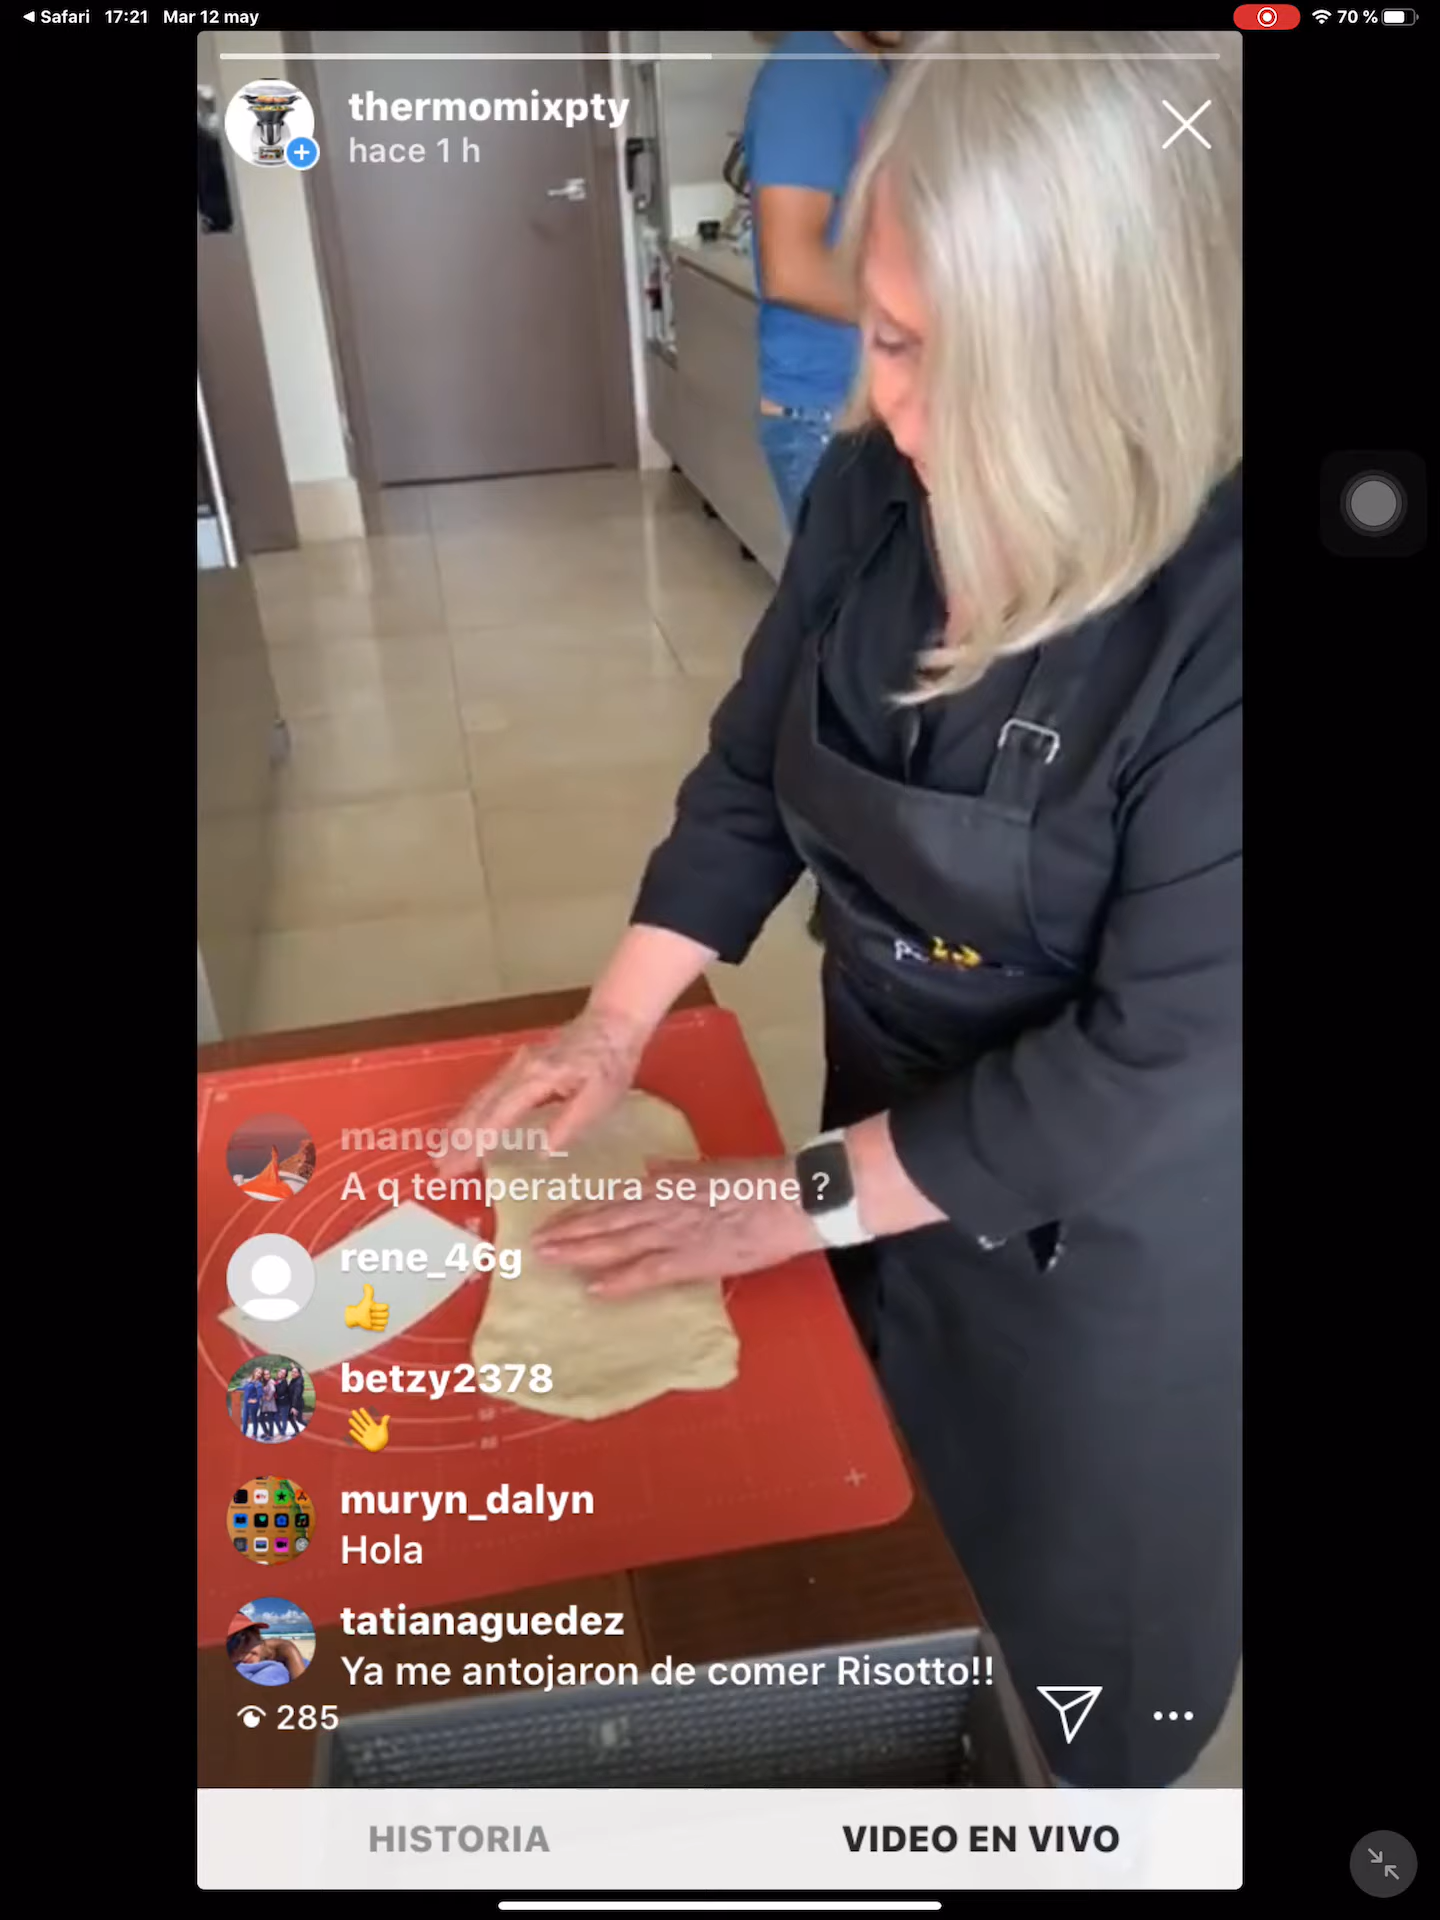 Safari 17:21 Mar 12 may 70 %
thermomixpty
hace 1 h
mangopun_
A q temperatura se pone ?
rene_46g
👍
betzy2378
👋
muryn_dalyn
Hola
tatianaguedez
Ya me antojaron de comer Risotto!!
285
HISTORIA VIDEO EN VIVO